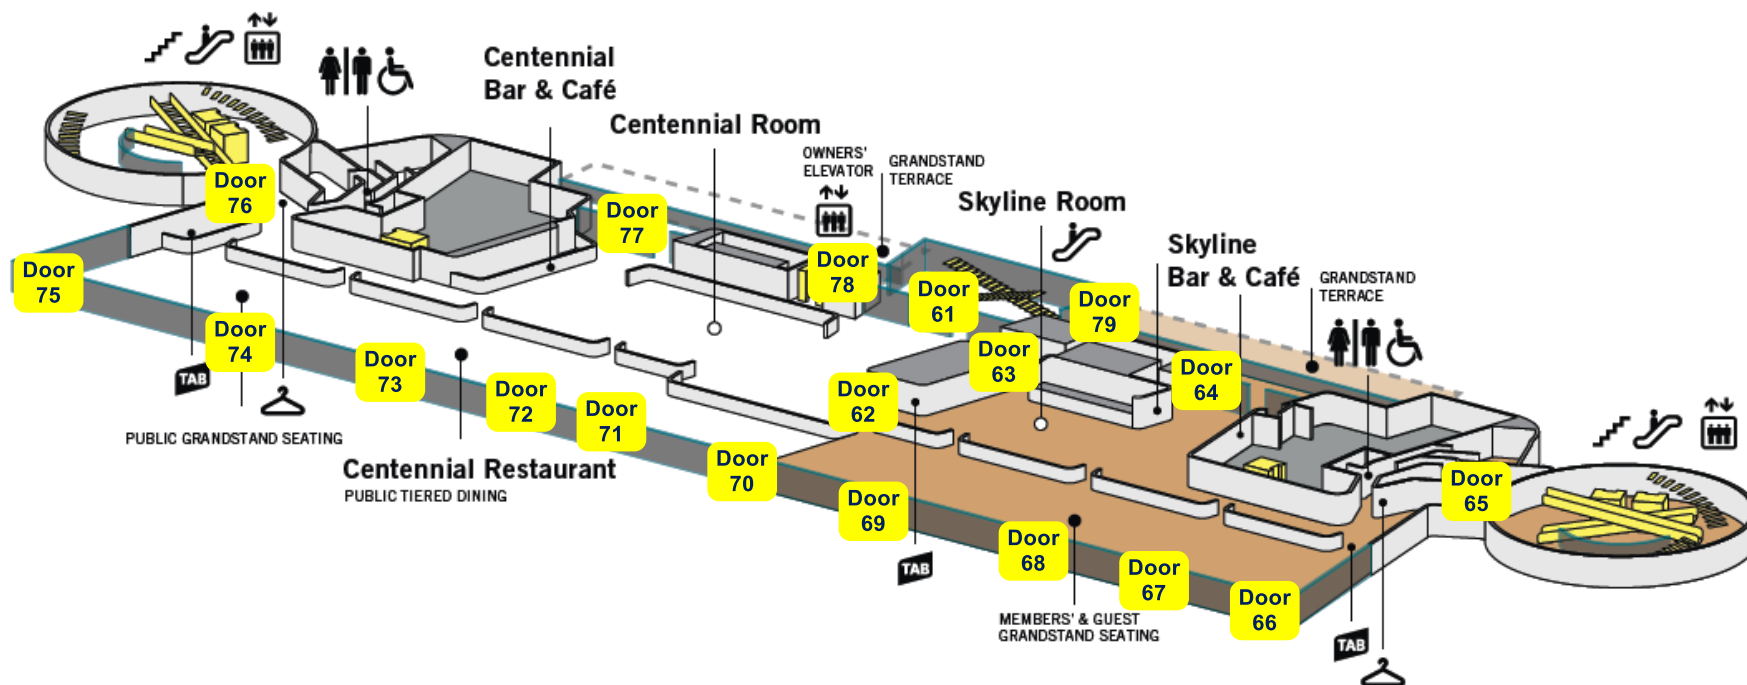 Centennial
Bar & Café
Centennial Room
OWNERS'
ELEVATOR
GRANDSTAND
TERRACE
Skyline Room
Skyline
Bar & Café
GRANDSTAND
TERRACE
Door
76
Door
77
Door
78
Door
75
Door
61
Door
79
Door
74
Door
73
Door
63
Door
64
Door
72
Door
62
Door
71
TAB
PUBLIC GRANDSTAND SEATING
Centennial Restaurant
PUBLIC TIERED DINING
Door
70
Door
69
Door
65
Door
68
TAB
Door
67
Door
66
MEMBERS' & GUEST
GRANDSTAND SEATING
TAB